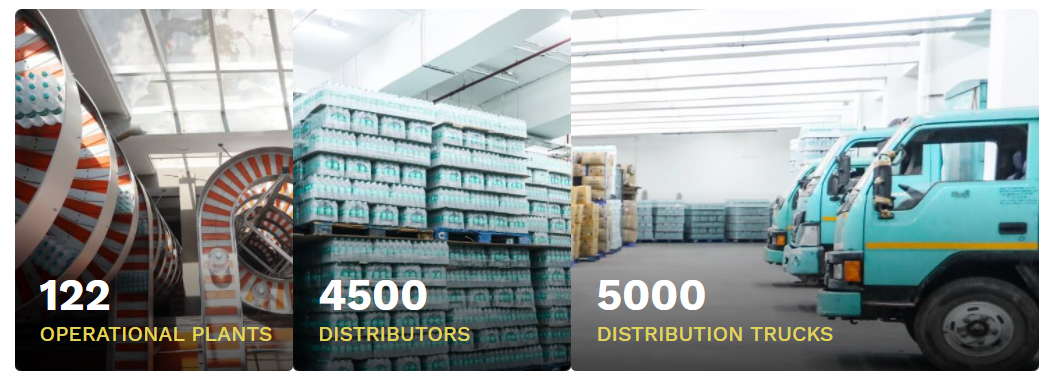 122
OPERATIONAL PLANTS
4500
DISTRIBUTORS
5000
DISTRIBUTION TRUCKS